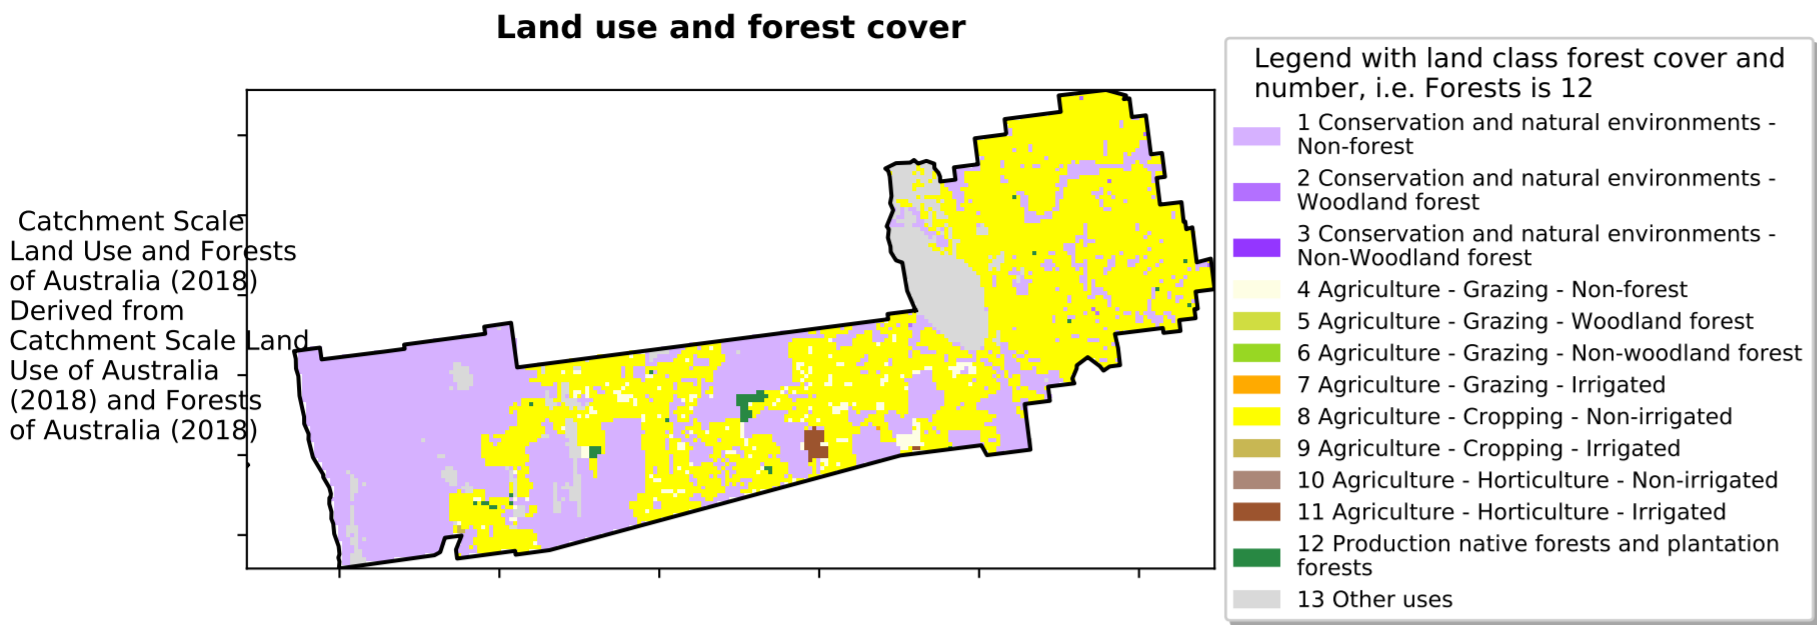 Land use and forest cover
Catchment Scale
Land Use and Forests
of Australia (2018)
Derived from
Catchment Scale Land
Use of Australia
(2018) and Forests
of Australia (2018)
Legend with land class forest cover and
number, i.e. Forests is 12
1 Conservation and natural environments -
Non-forest
2 Conservation and natural environments -
Woodland forest
3 Conservation and natural environments -
Non-Woodland forest
4 Agriculture - Grazing - Non-forest
5 Agriculture - Grazing - Woodland forest
6 Agriculture - Grazing - Non-woodland forest
7 Agriculture - Grazing - Irrigated
8 Agriculture - Cropping - Non-irrigated
9 Agriculture - Cropping - Irrigated
10 Agriculture - Horticulture - Non-irrigated
11 Agriculture - Horticulture - Irrigated
12 Production native forests and plantation
forests
13 Other uses